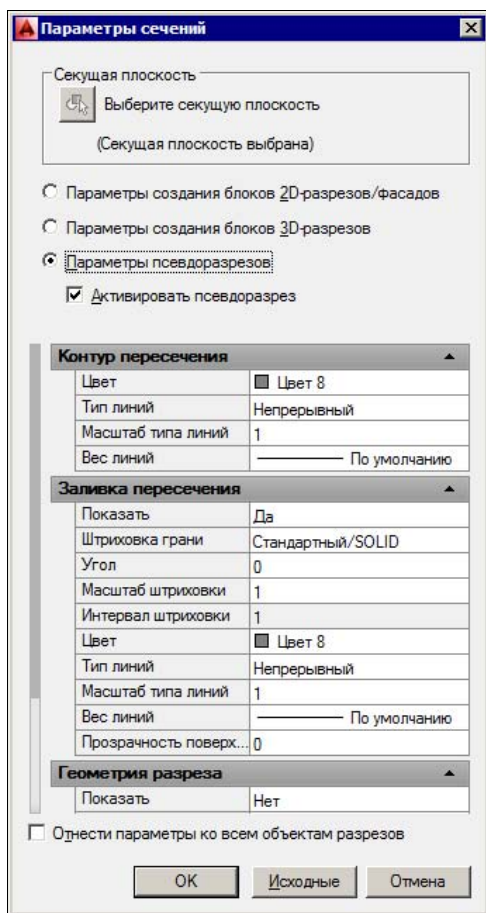 Параметры сечений
Секущая плоскость
Выберите секущую плоскость
(Секущая плоскость выбрана)
Параметры создания блоков 2D-разрезов/фасадов
Параметры создания блоков 3D-разрезов
Параметры псевдоразрезов
Активировать псевдоразрез
Контур пересечения
Цвет Цвет 8
Тип линий Непрерывный
Масштаб типа линий 1
Вес линий По умолчанию
Заливка пересечения
Показать Да
Штриховка грани Стандартный/SOLID
Угол 0
Масштаб штриховки 1
Интервал штриховки 1
Цвет Цвет 8
Тип линий Непрерывный
Масштаб типа линий 1
Вес линий По умолчанию
Прозрачность поверх... 0
Геометрия разреза
Показать Нет
Отнести параметры ко всем объектам разрезов
OK Исходные Отмена